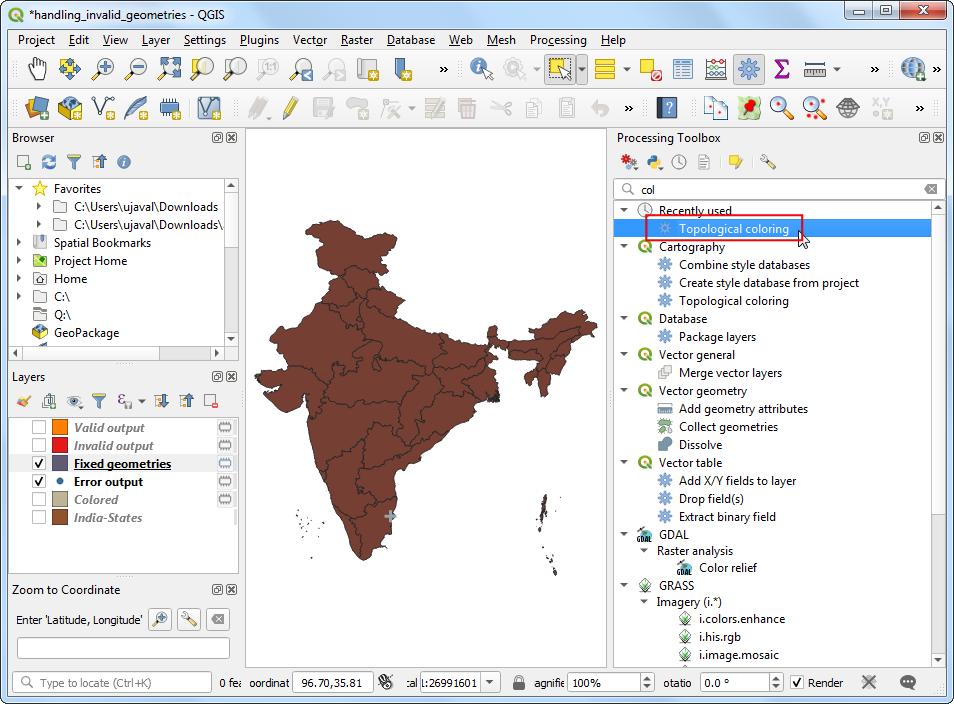 *handling_invalid_geometries - QGIS
Project Edit View Layer Settings Plugins Vector Raster Database Web Mesh Processing Help
1:1
»
»
»
»
?
X,Y
»
Browser
Favorites
C:\Users\ujaval\Downloads
C:\Users\ujaval\Downloads\
Spatial Bookmarks
Project Home
Home
C:\
Q:\
GeoPackage
Layers
Valid output
Invalid output
Fixed geometries
Error output
Colored
India-States
Zoom to Coordinate
Enter 'Latitude, Longitude'
Processing Toolbox
col
Recently used
Topological coloring
Cartography
Combine style databases
Create style database from project
Topological coloring
Database
Package layers
Vector general
Merge vector layers
Vector geometry
Add geometry attributes
Collect geometries
Dissolve
Vector table
Add X/Y fields to layer
Drop field(s)
Extract binary field
GDAL
Raster analysis
GDAL Color relief
GRASS
Imagery (i.*)
i.colors.enhance
i.his.rgb
i.image.mosaic
Type to locate (Ctrl+K) 0 fea oordinat 96.70,35.81 :al l:26991601 agnifie 100% otatio 0.0 ° Render